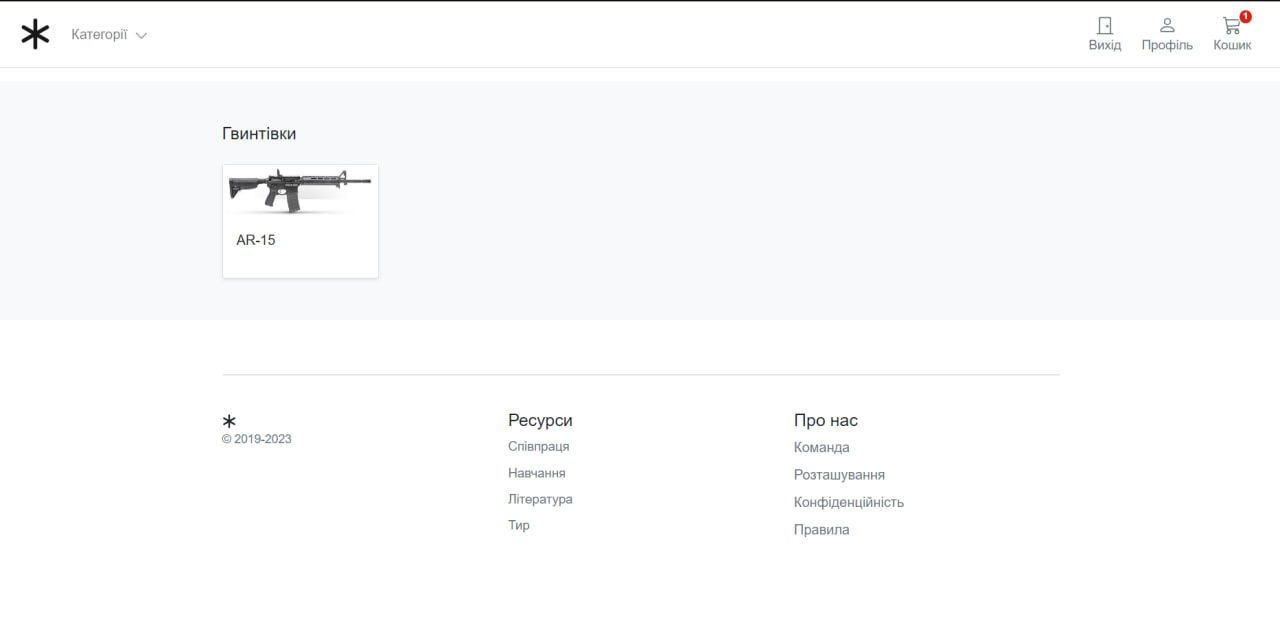 Категорії
Вихід
Профіль
1
Кошик
Гвинтівки
AR-15
© 2019-2023
Ресурси
Співпраця
Навчання
Література
Тир
Про нас
Команда
Розташування
Конфіденційність
Правила